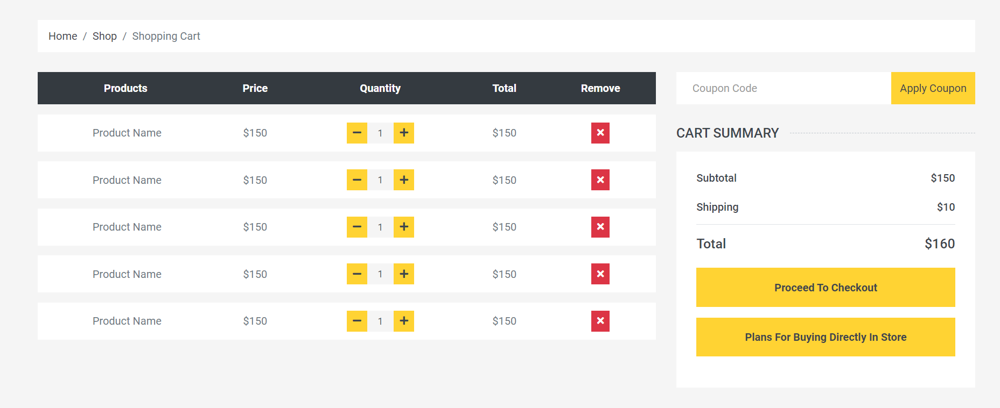 Home / Shop / Shopping Cart
Products Price Quantity Total Remove
Product Name $150 1 $150
Product Name $150 1 $150
Product Name $150 1 $150
Product Name $150 1 $150
Product Name $150 1 $150
Coupon Code Apply Coupon
CART SUMMARY
Subtotal $150
Shipping $10
Total $160
Proceed To Checkout
Plans For Buying Directly In Store